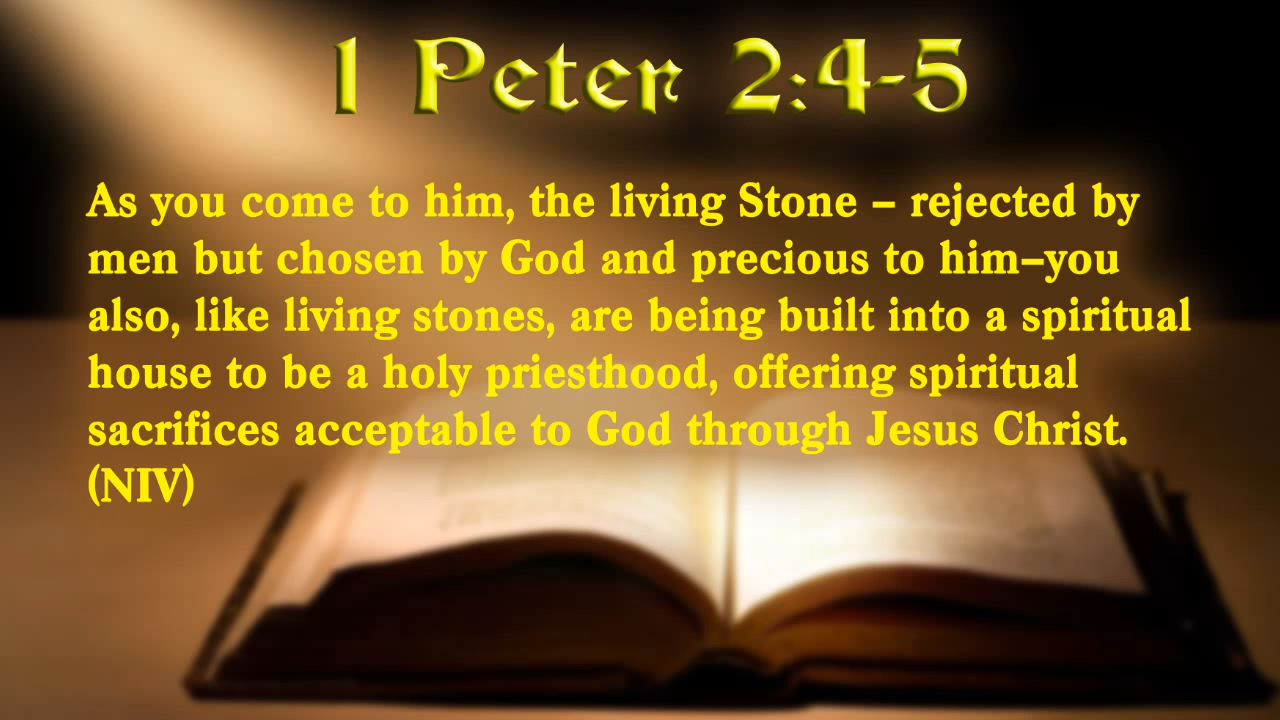 1 Peter 2:4-5
As you come to him, the living Stone – rejected by
men but chosen by God and precious to him–you
also, like living stones, are being built into a spiritual
house to be a holy priesthood, offering spiritual
sacrifices acceptable to God through Jesus Christ.
(NIV)